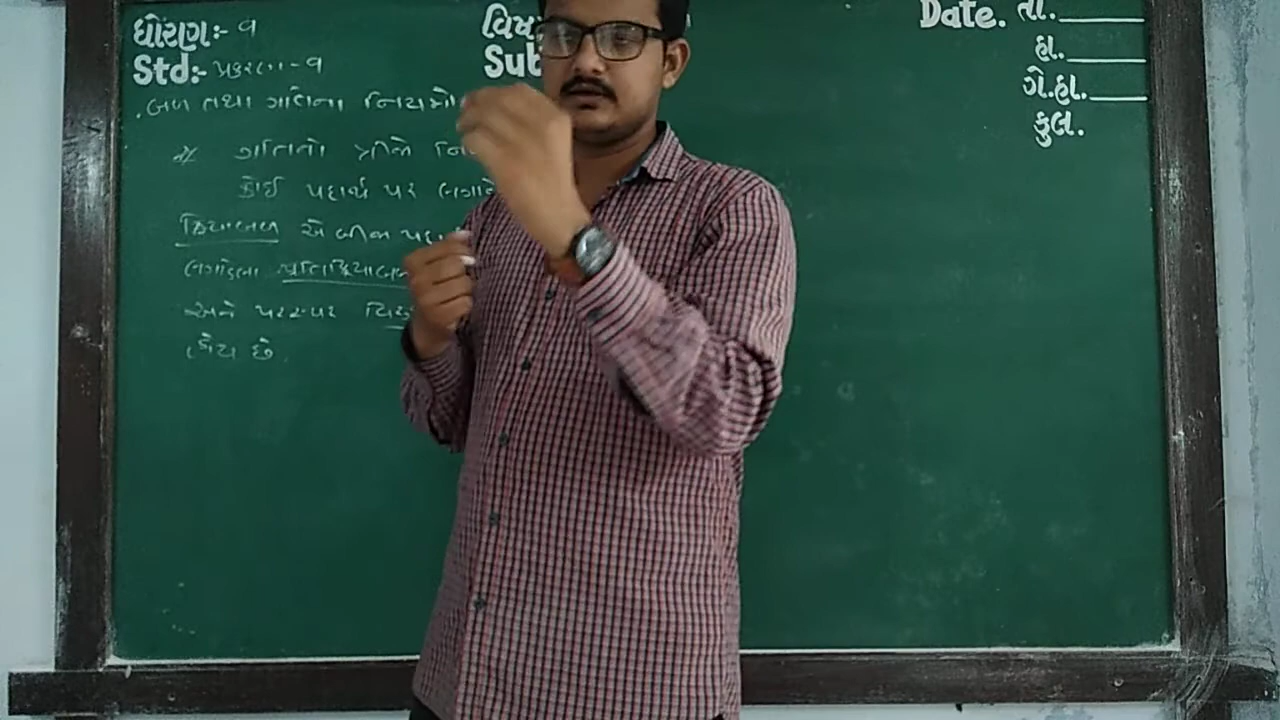 ધોરણ:- ૧
વિષ
Date. તા.
Std:- પ્રકરણ - ૧
Sub
હા.
ગે.હા.
કુલ.
. બળ તથા ગતિના નિયમો
ગતિનો ત્રીજો નિ
કોઈ પદાર્થ પર લગા
ક્રિયાબળ એ બીજા પદા
લગાડેલા પ્રતિક્રિયાબળ
અને પરસ્પર
હોય છે.